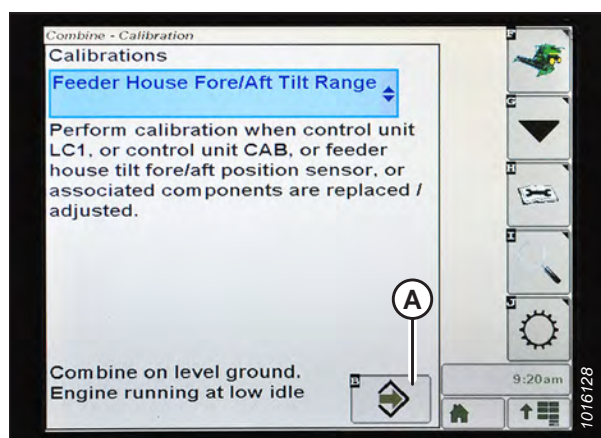 Combine - Calibration
Calibrations
Feeder House Fore/Aft Tilt Range
Perform calibration when control unit
LC1, or control unit CAB, or feeder
house tilt fore/aft position sensor, or
associated components are replaced /
adjusted.
Combine on level ground.
Engine running at low idle
A
B
F
G
H
I
J
9:20am
1016128